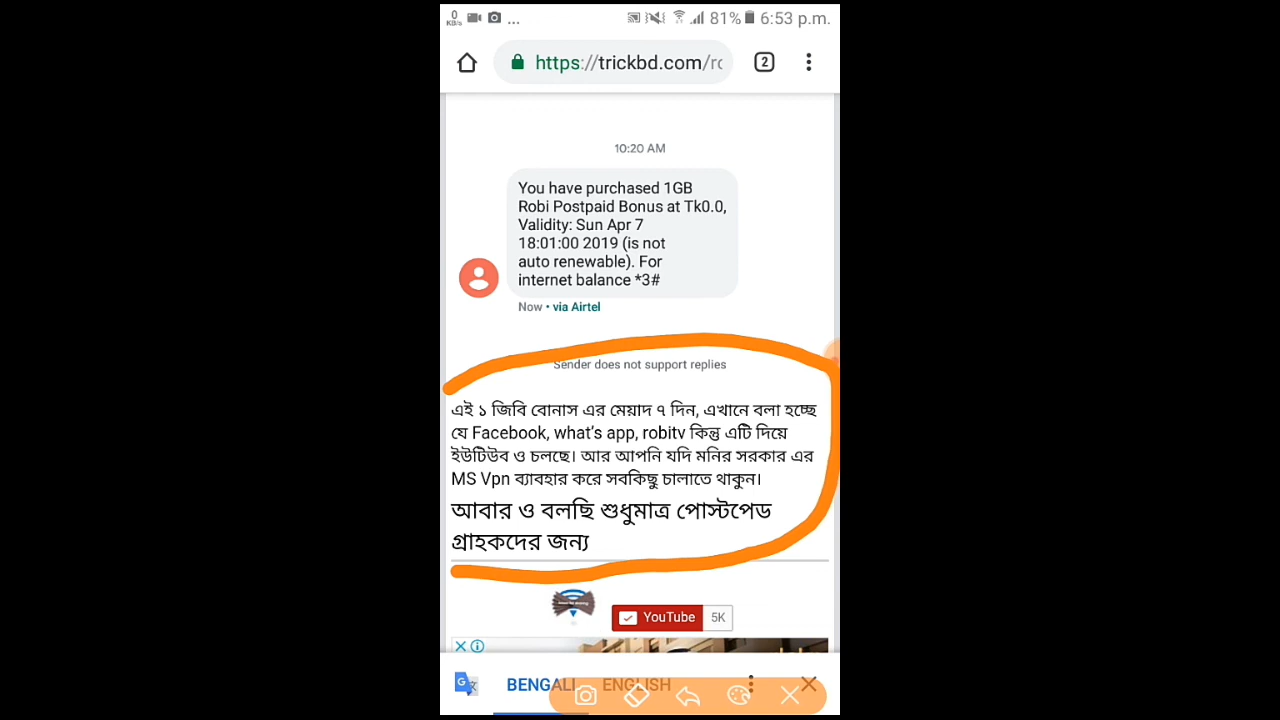 0
KB/s
...
81%
6:53 p.m.
https://trickbd.com/rc
2
10:20 AM
You have purchased 1GB
Robi Postpaid Bonus at Tk0.0,
Validity: Sun Apr 7
18:01:00 2019 (is not
auto renewable). For
internet balance *3#
Now • via Airtel
Sender does not support replies
এই ১ জিবি বোনাস এর মেয়াদ ৭ দিন, এখানে বলা হচ্ছে
যে Facebook, what's app, robitv কিন্তু এটি দিয়ে
ইউটিউব ও চলছে। আর আপনি যদি মনির সরকার এর
MS Vpn ব্যাবহার করে সবকিছু চালাতে থাকুন।
আবার ও বলছি শুধুমাত্র পোস্টপেড
গ্রাহকদের জন্য
YouTube 5K
BENGALI ENGLISH